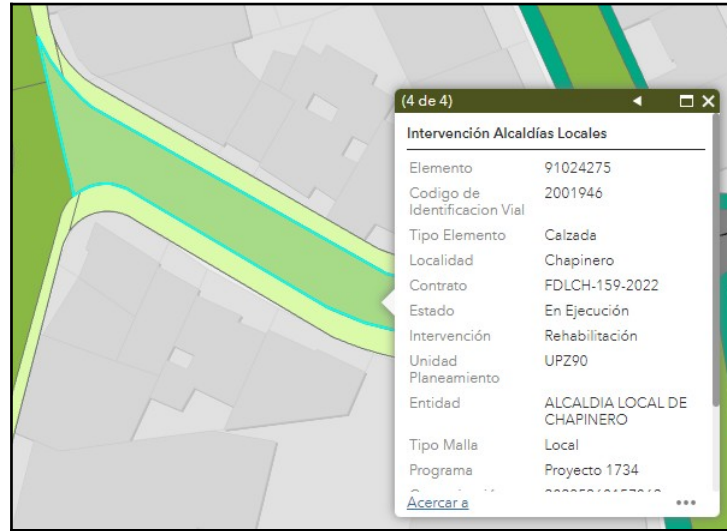 (4 de 4)
Intervención Alcaldías Locales
Elemento 91024275
Codigo de Identificacion Vial 2001946
Tipo Elemento Calzada
Localidad Chapinero
Contrato FDLCH-159-2022
Estado En Ejecución
Intervención Rehabilitación
Unidad Planeamiento UPZ90
Entidad ALCALDIA LOCAL DE CHAPINERO
Tipo Malla Local
Programa Proyecto 1734
Acercar a